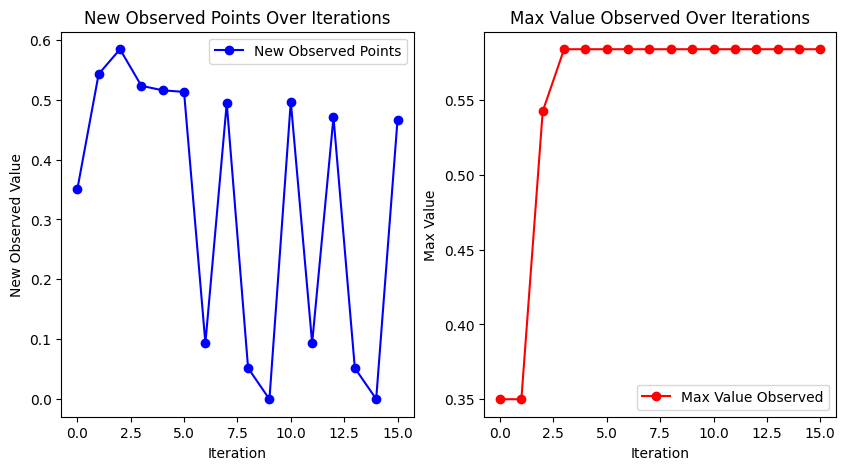 New Observed Points Over Iterations
New Observed Points
New Observed Value
0.6
0.5
0.4
0.3
0.2
0.1
0.0
0.0 2.5 5.0 7.5 10.0 12.5 15.0
Iteration
Max Value Observed Over Iterations
Max Value
0.55
0.50
0.45
0.40
0.35
Max Value Observed
0.0 2.5 5.0 7.5 10.0 12.5 15.0
Iteration